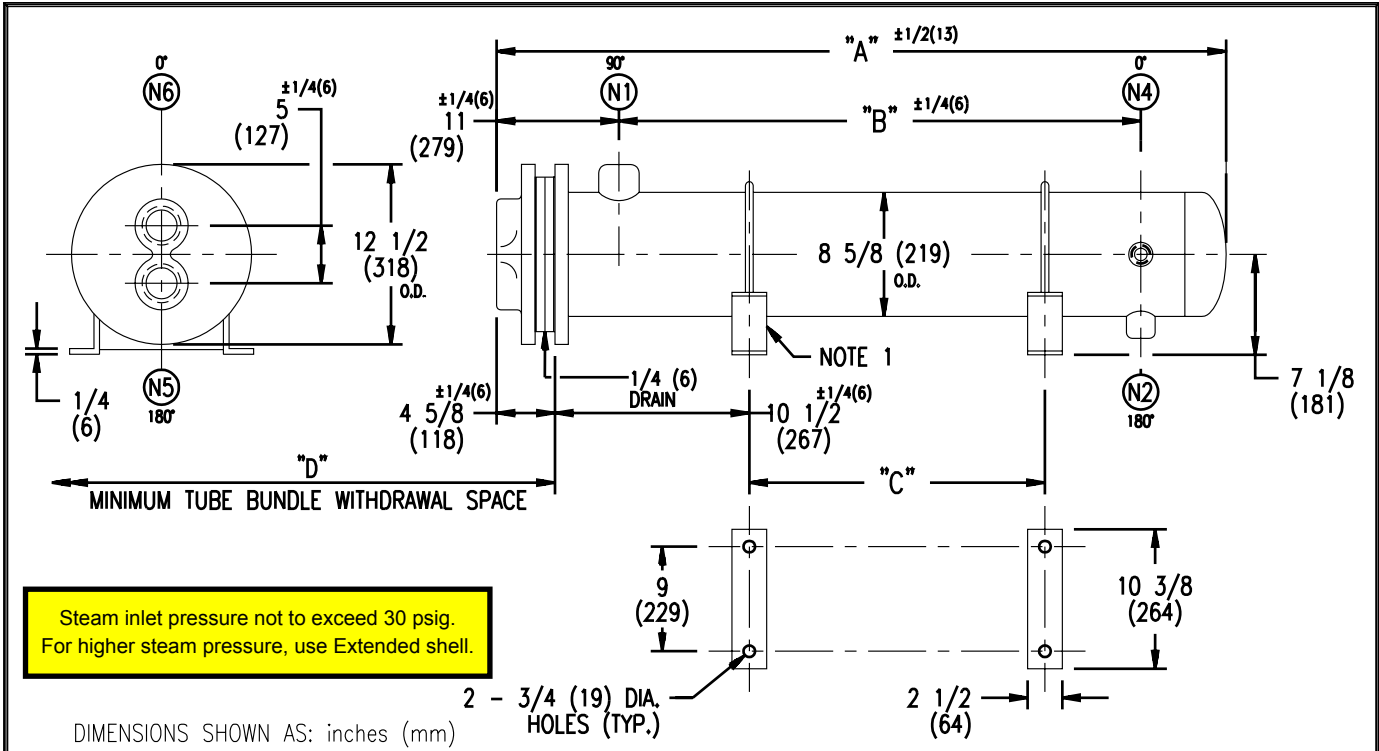 "A" ±1/2(13)
0°
N6
±1/4(6)
5
(127)
±1/4(6)
11
(279)
90°
N1
"B" ±1/4(6)
0°
N4
12 1/2
(318)
O.D.
8 5/8 (219)
O.D.
NOTE 1
1/4
(6)
N5
180°
±1/4(6)
4 5/8
(118)
1/4 (6)
DRAIN
±1/4(6)
10 1/2
(267)
N2
180°
7 1/8
(181)
"D"
MINIMUM TUBE BUNDLE WITHDRAWAL SPACE
"C"
9
(229)
10 3/8
(264)
Steam inlet pressure not to exceed 30 psig.
For higher steam pressure, use Extended shell.
2 - 3/4 (19) DIA.
HOLES (TYP.)
2 1/2
(64)
DIMENSIONS SHOWN AS: inches (mm)